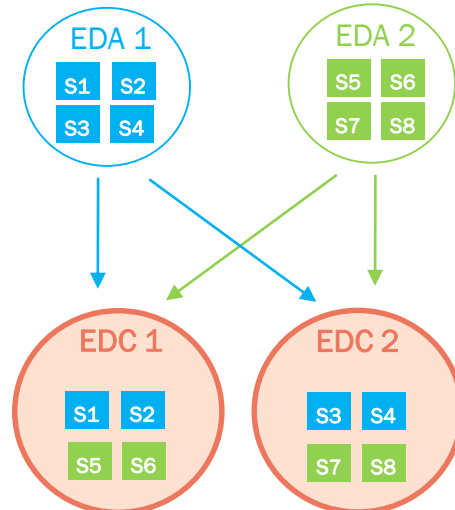 EDA 1
EDA 2
S1 S2
S5 S6
S3 S4
S7 S8
EDC 1
EDC 2
S1 S2
S3 S4
S5 S6
S7 S8